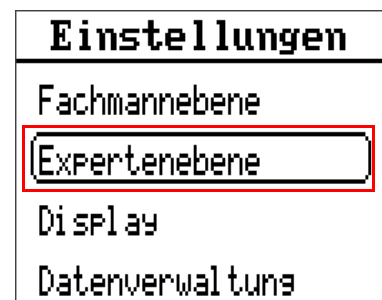 Einstellungen
Fachmannebene
Expertenebene
Display
Datenverwaltung